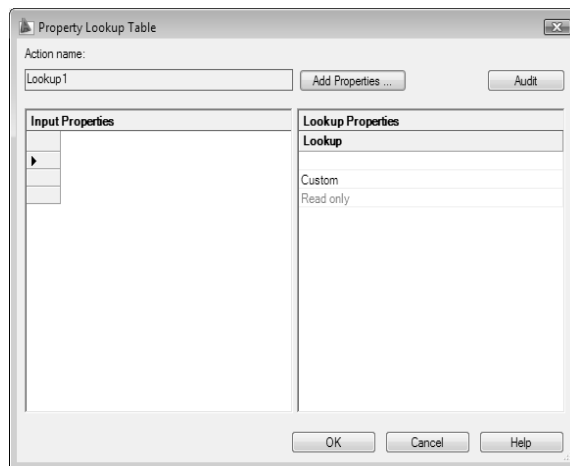 Property Lookup Table
Action name:
Lookup1
Add Properties ...
Audit
Input Properties
Lookup Properties
Lookup
Custom
Read only
OK
Cancel
Help